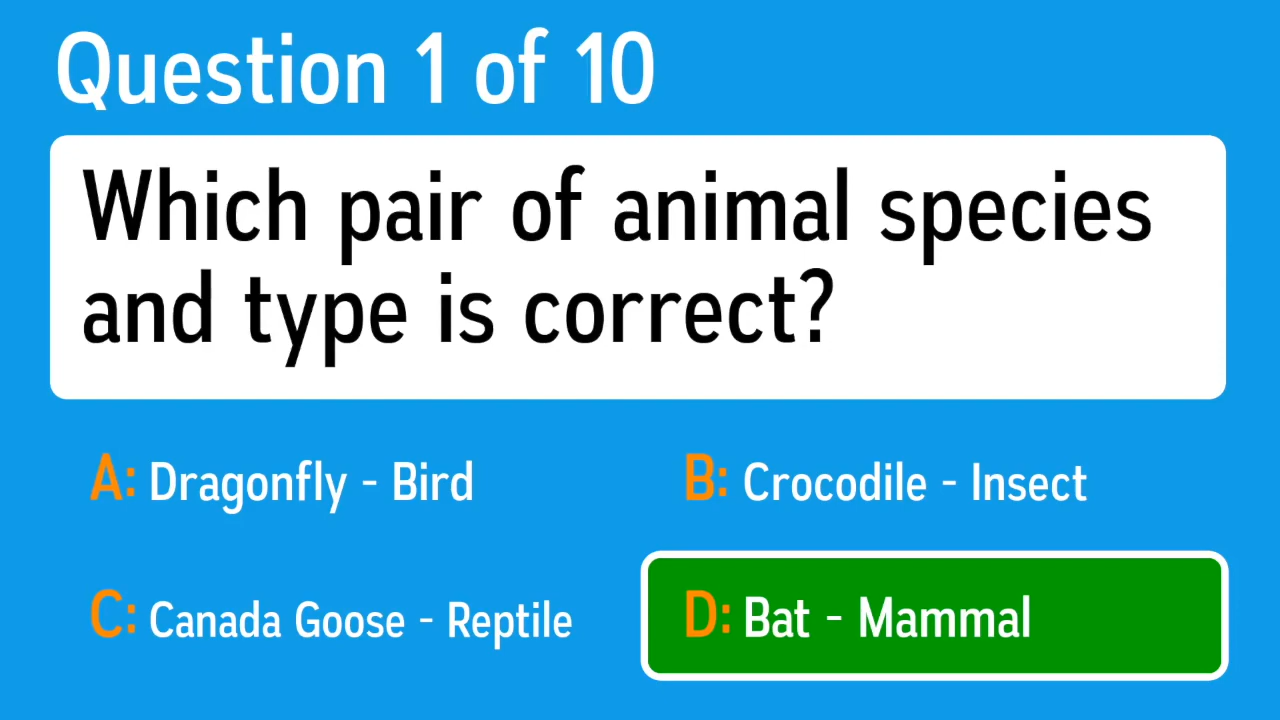 Question 1 of 10
Which pair of animal species
and type is correct?
A: Dragonfly - Bird
B: Crocodile - Insect
C: Canada Goose - Reptile
D: Bat - Mammal